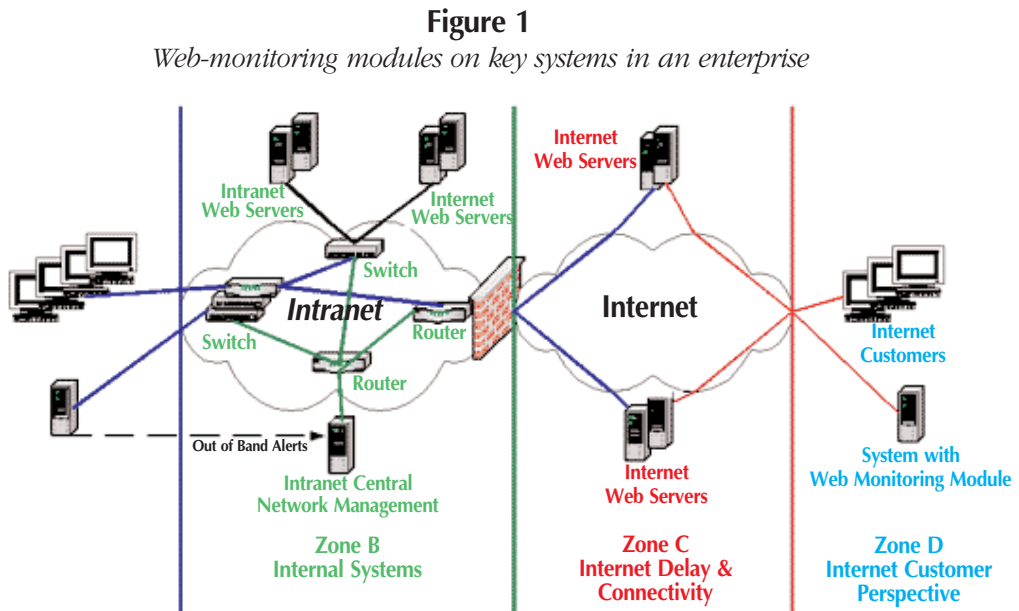 Figure 1
Web-monitoring modules on key systems in an enterprise
Intranet
Web Servers
Internet
Web Servers
Switch
Intranet
Switch
Router
Router
Out of Band Alerts
Intranet Central
Network Management
Zone B
Internal Systems
Internet
Web Servers
Internet
Internet
Web Servers
Zone C
Internet Delay &
Connectivity
Internet
Customers
System with
Web Monitoring Module
Zone D
Internet Customer
Perspective